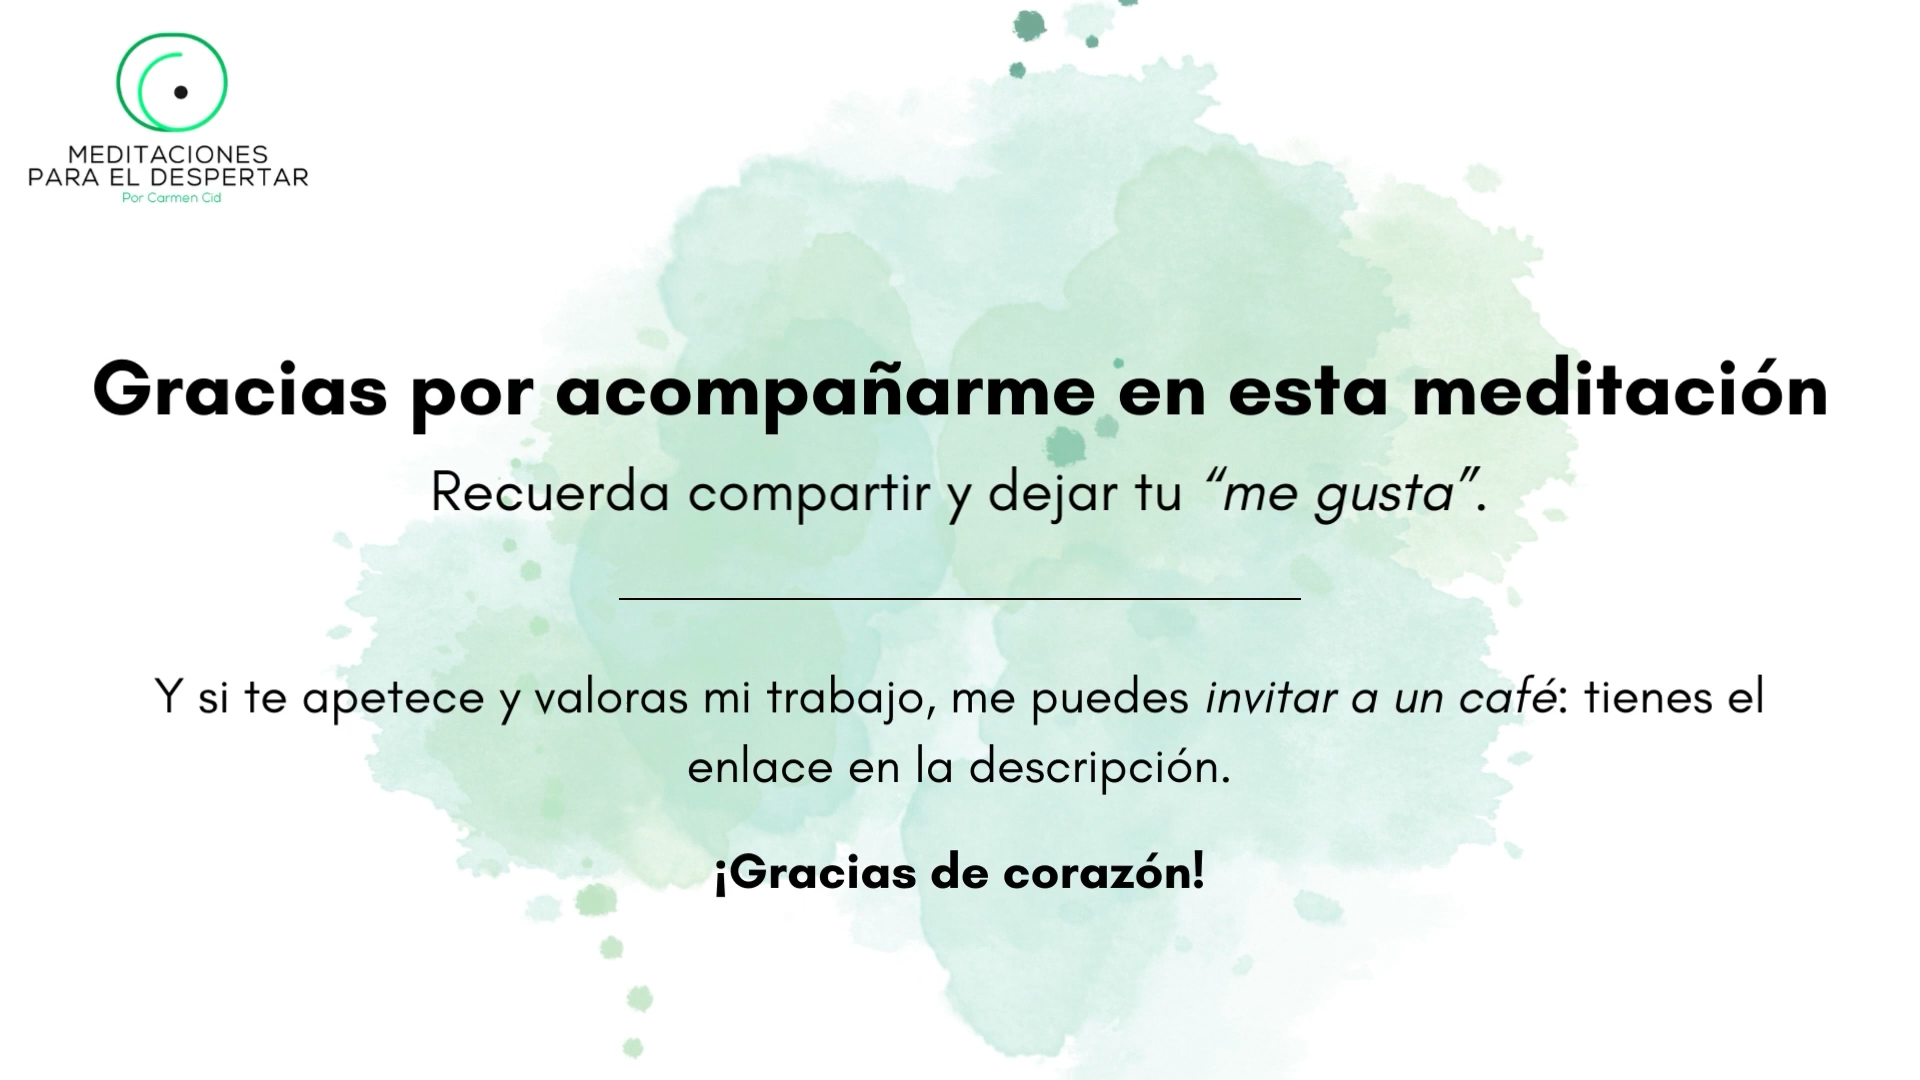 MEDITACIONES
PARA EL DESPERTAR
Por Carmen Cid
Gracias por acompañarme en esta meditación
Recuerda compartir y dejar tu “me gusta”.
Y si te apetece y valoras mi trabajo, me puedes invitar a un café: tienes el
enlace en la descripción.
¡Gracias de corazón!